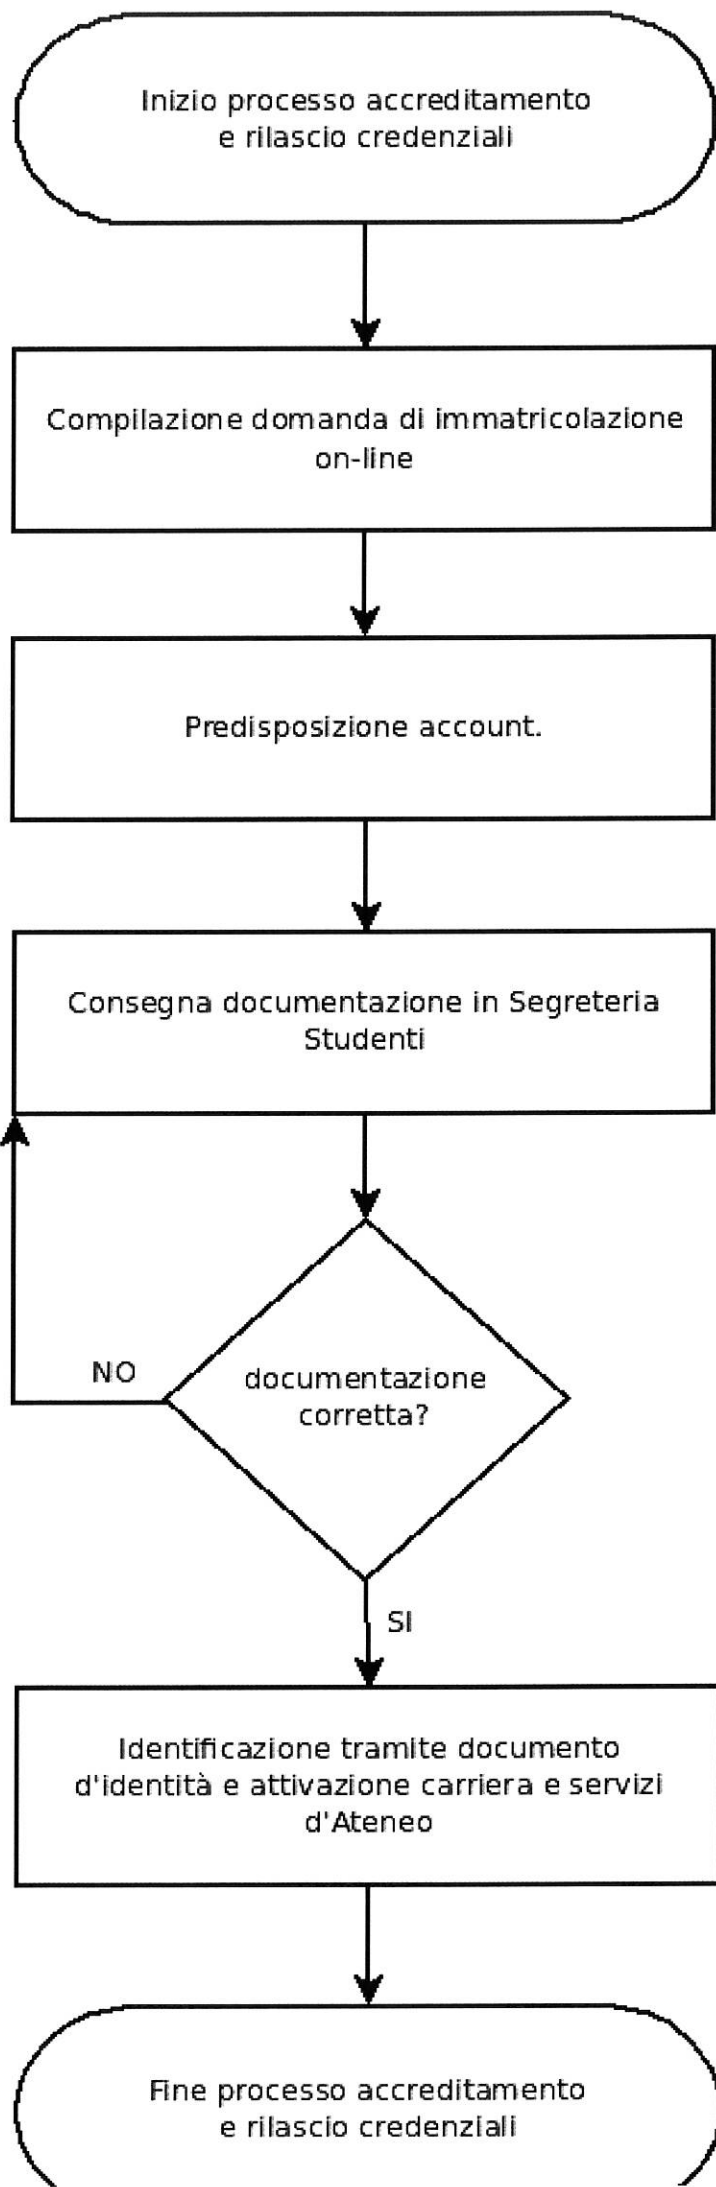 Inizio processo accreditamento
e rilascio credenziali
Compilazione domanda di immatricolazione
on-line
Predisposizione account.
Consegna documentazione in Segreteria
Studenti
NO
documentazione
corretta?
SI
Identificazione tramite documento
d'identità e attivazione carriera e servizi
d'Ateneo
Fine processo accreditamento
e rilascio credenziali